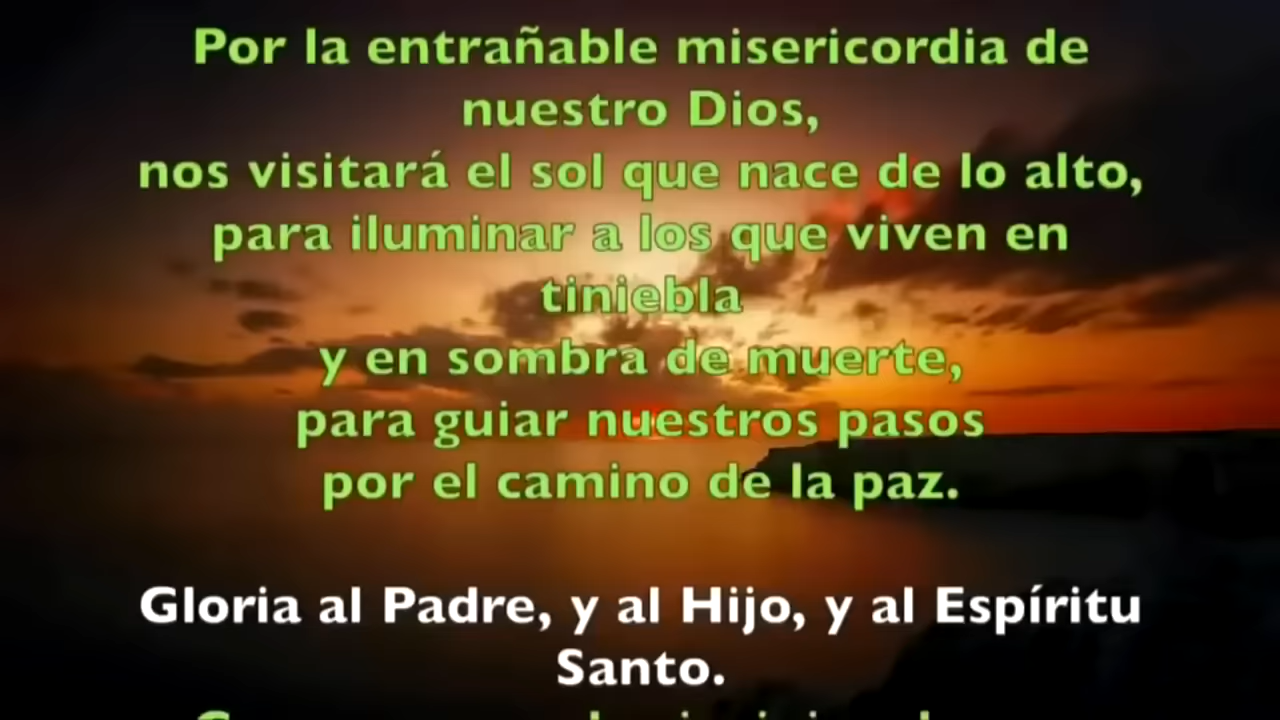 Por la entrañable misericordia de
nuestro Dios,
nos visitará el sol que nace de lo alto,
para iluminar a los que viven en
tiniebla
y en sombra de muerte,
para guiar nuestros pasos
por el camino de la paz.
Gloria al Padre, y al Hijo, y al Espíritu
Santo.